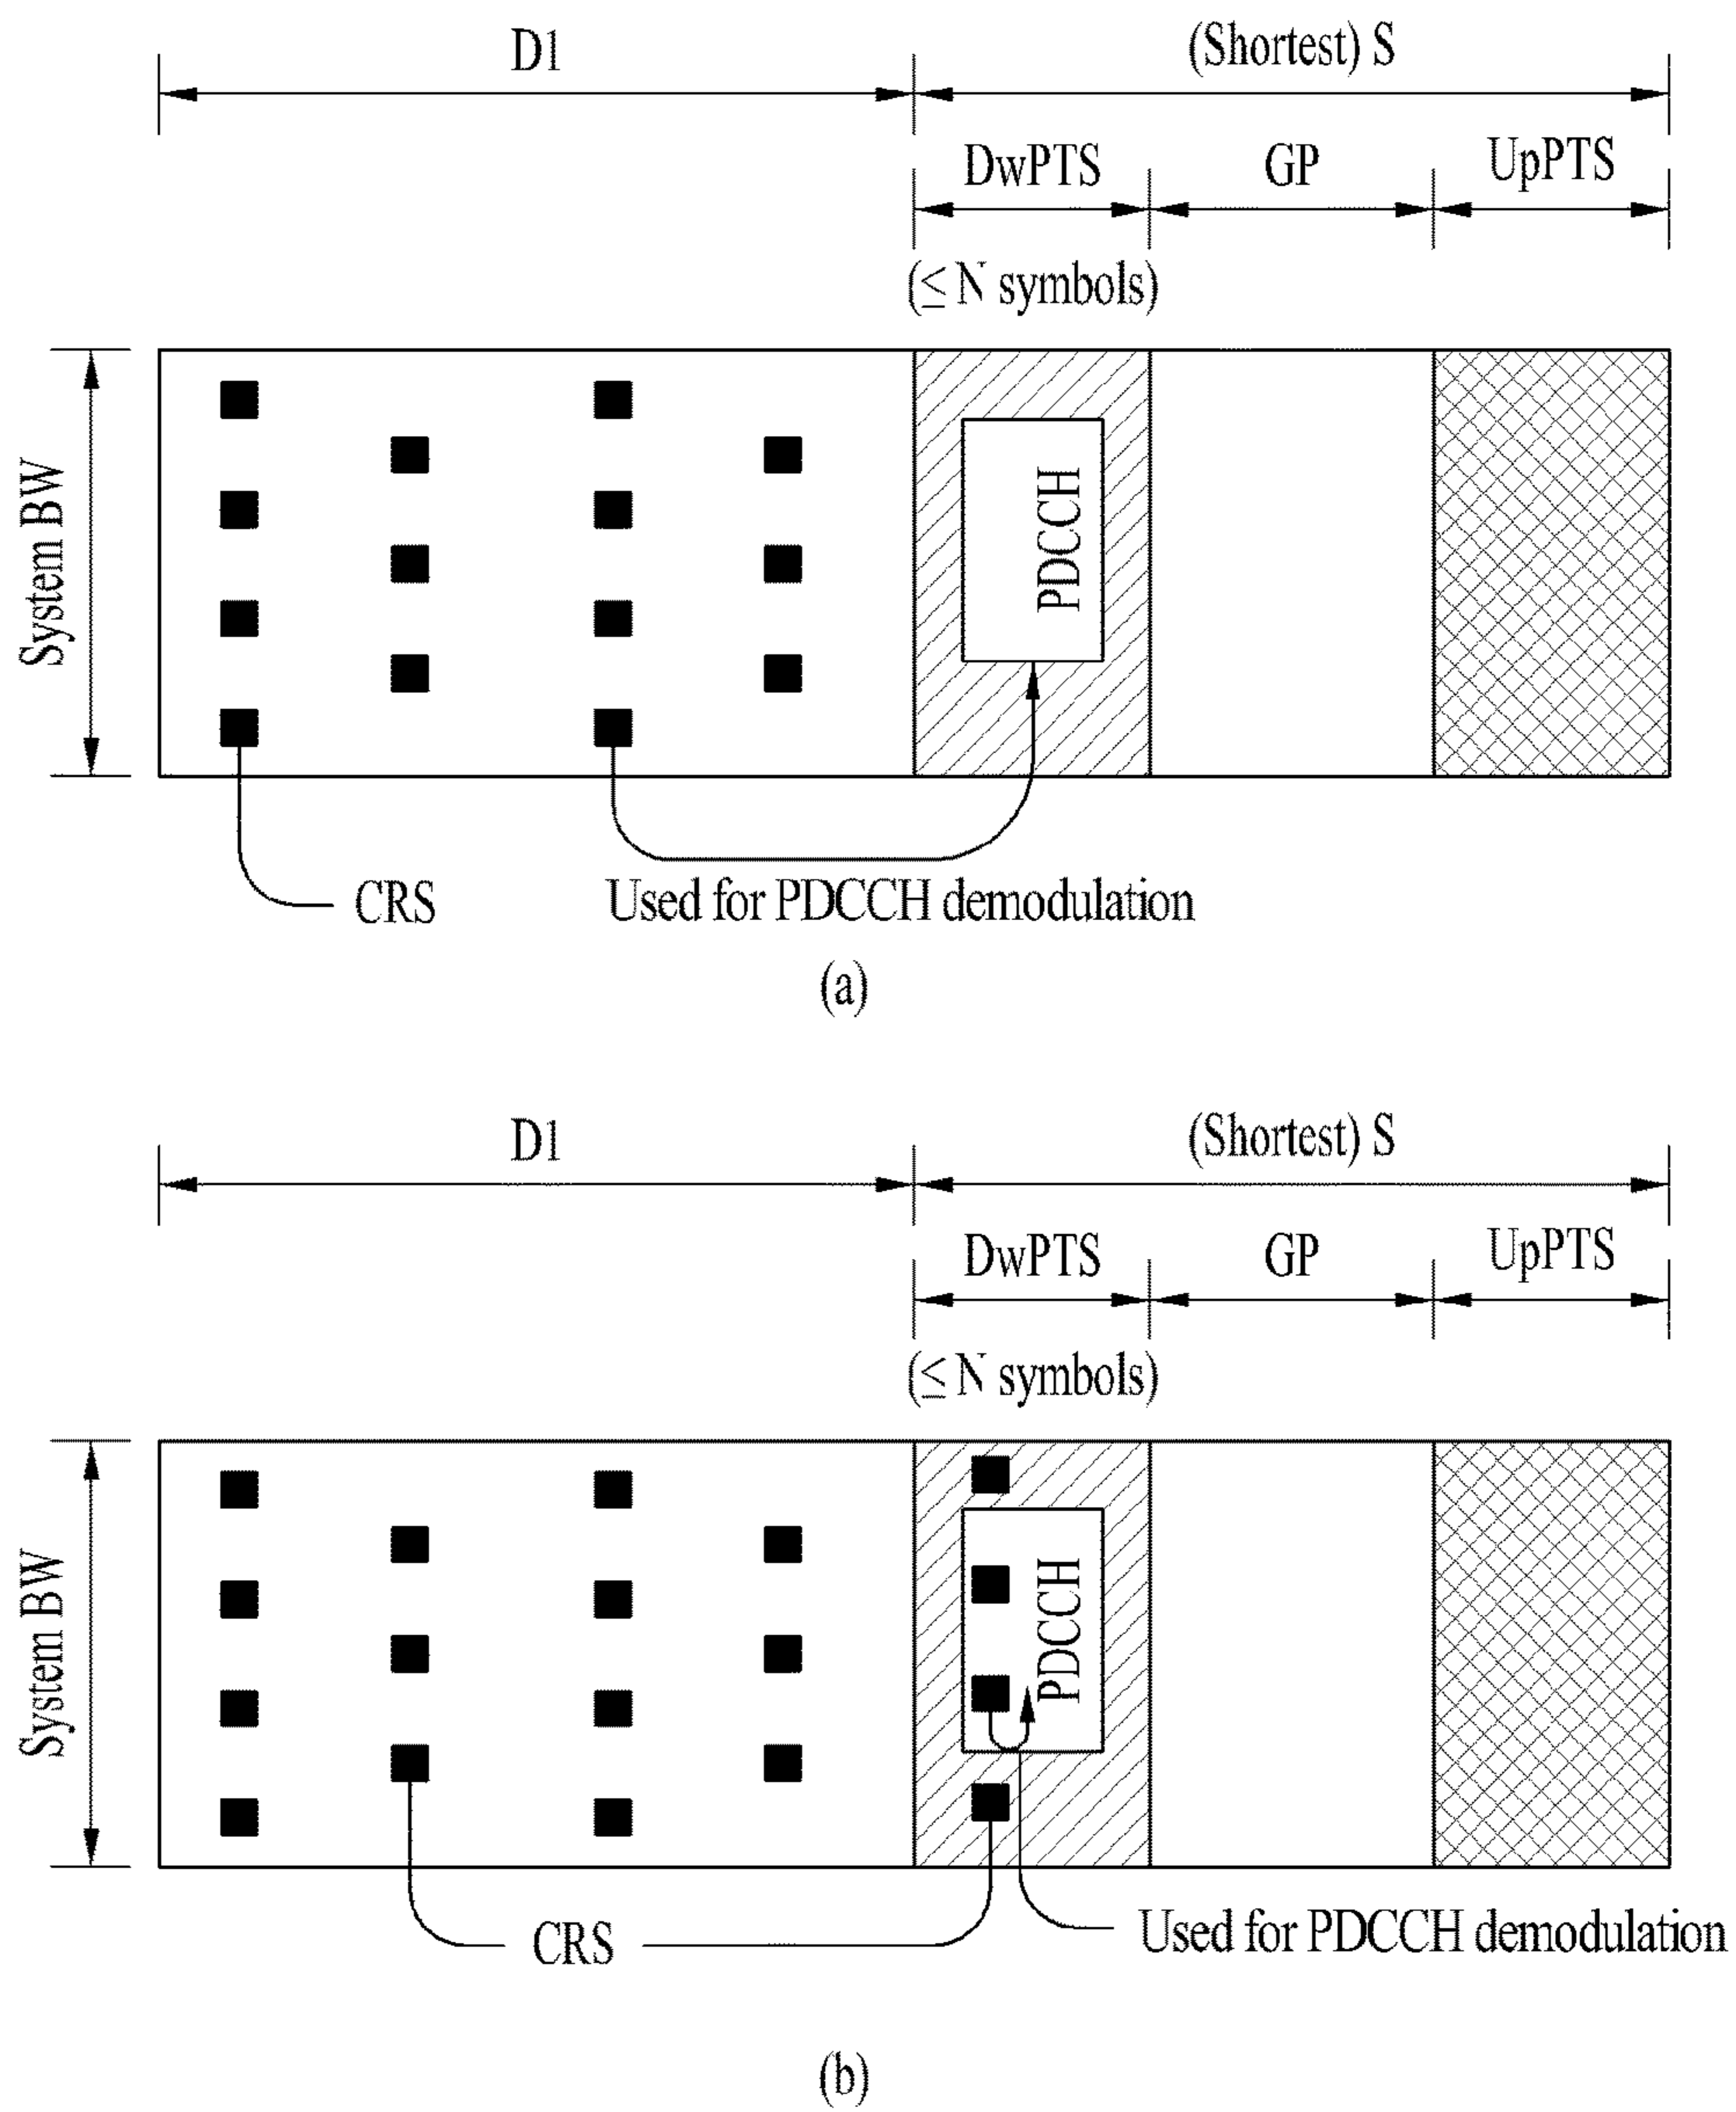 D1
(Shortest) S
DwPTS
GP
UpPTS
(≤ N symbols)
System BW
PDCCH
CRS
Used for PDCCH demodulation
(a)
D1
(Shortest) S
DwPTS
GP
UpPTS
(≤ N symbols)
System BW
PDCCH
CRS
Used for PDCCH demodulation
(b)